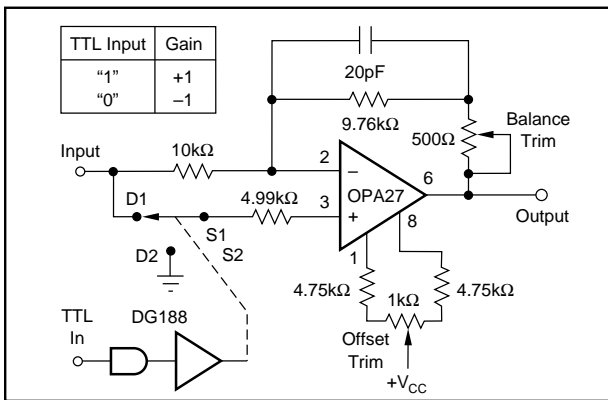 TTL Input Gain
“1” +1
“0” –1
20pF
9.76kΩ
500Ω
Balance
Trim
Input
10kΩ
2
–
6
OPA27
Output
D1
4.99kΩ
3
+
8
S1
S2
D2
1
4.75kΩ
1kΩ
4.75kΩ
TTL
In
DG188
Offset
Trim
+VCC